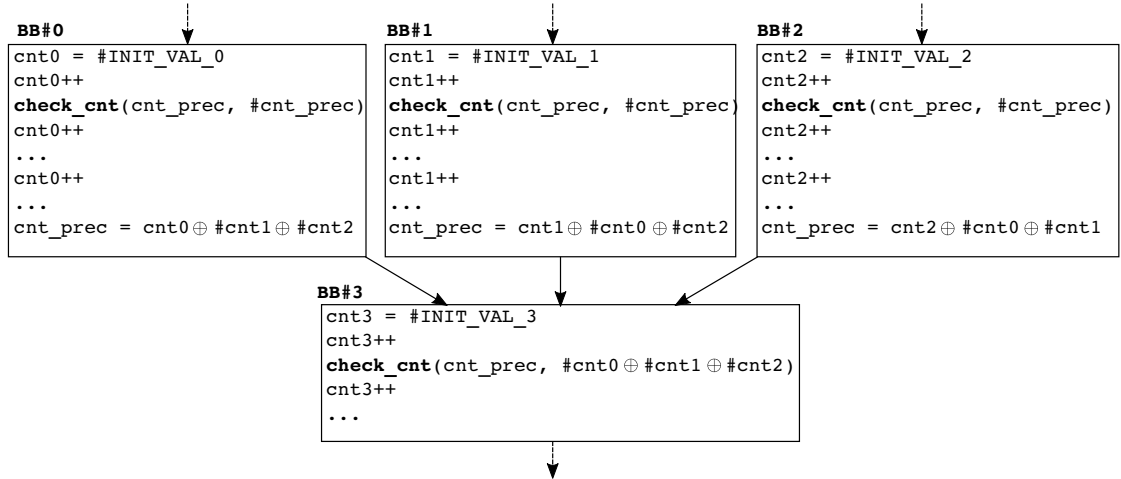 BB#0
cnt0 = #INIT_VAL_0
cnt0++
check_cnt(cnt_prec, #cnt_prec)
cnt0++
...
cnt0++
...
cnt_prec = cnt0 ⊕ #cnt1 ⊕ #cnt2
BB#1
cnt1 = #INIT_VAL_1
cnt1++
check_cnt(cnt_prec, #cnt_prec)
cnt1++
...
cnt1++
...
cnt_prec = cnt1 ⊕ #cnt0 ⊕ #cnt2
BB#2
cnt2 = #INIT_VAL_2
cnt2++
check_cnt(cnt_prec, #cnt_prec)
cnt2++
...
cnt2++
...
cnt_prec = cnt2 ⊕ #cnt0 ⊕ #cnt1
BB#3
cnt3 = #INIT_VAL_3
cnt3++
check_cnt(cnt_prec, #cnt0 ⊕ #cnt1 ⊕ #cnt2)
cnt3++
...